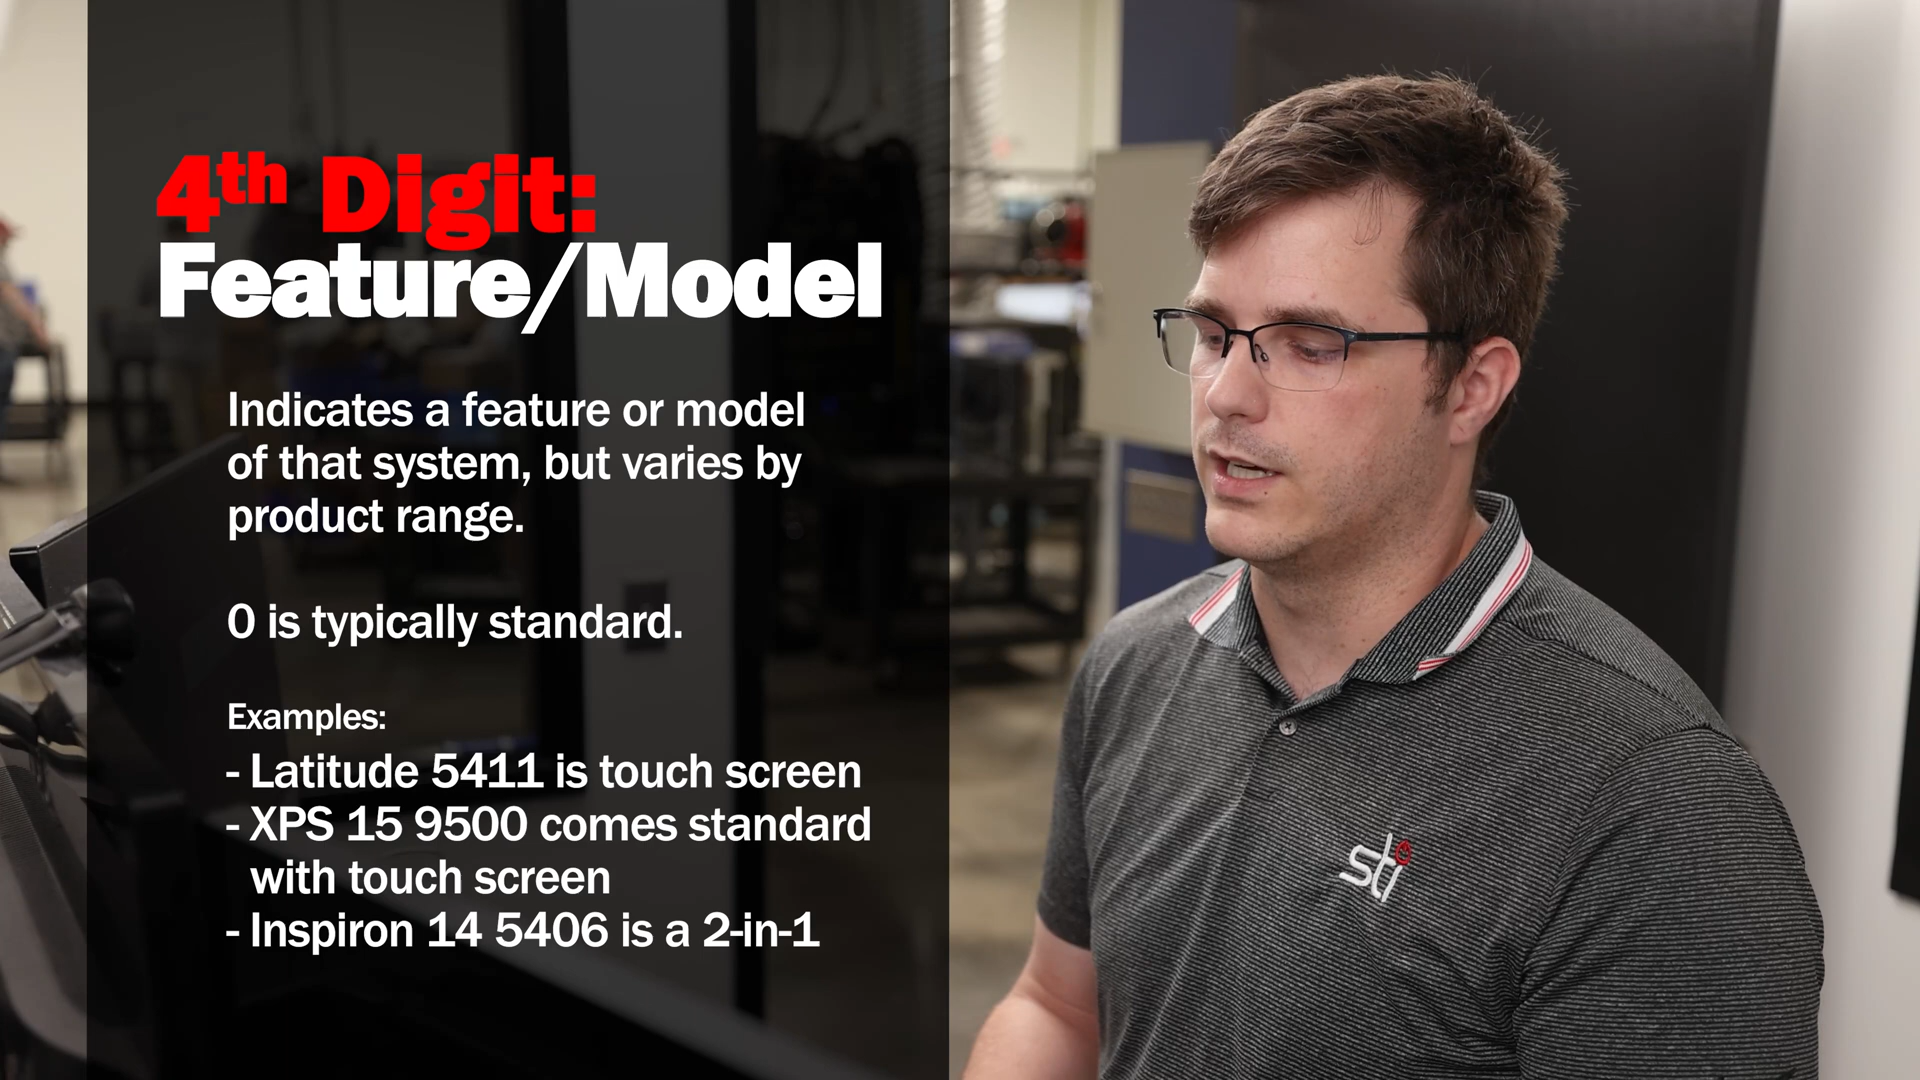 4th Digit:
Feature/Model
Indicates a feature or model
of that system, but varies by
product range.
0 is typically standard.
Examples:
- Latitude 5411 is touch screen
- XPS 15 9500 comes standard
with touch screen
- Inspiron 14 5406 is a 2-in-1
sti